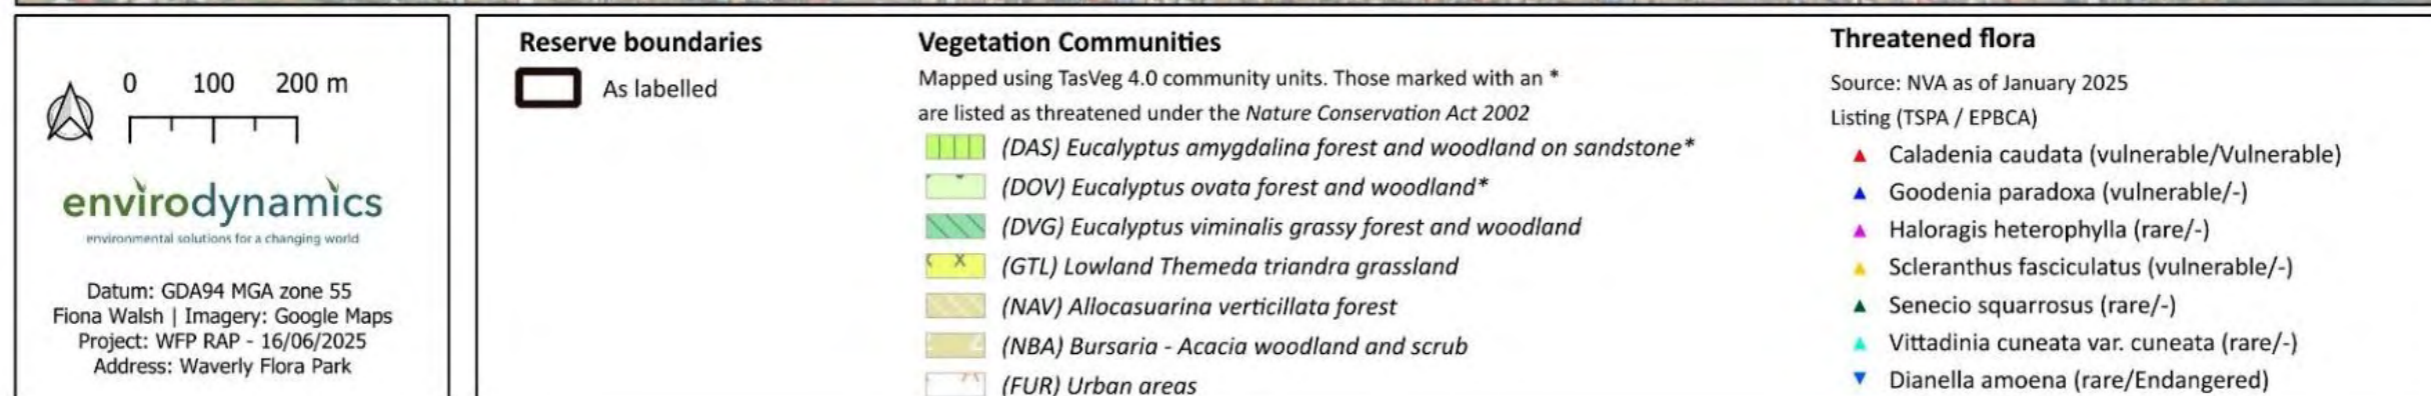 0 100 200 m
envirodynamics
environmental solutions for a changing world
Datum: GDA94 MGA zone 55
Fiona Walsh | Imagery: Google Maps
Project: WFP RAP - 16/06/2025
Address: Waverly Flora Park
Reserve boundaries
As labelled
Vegetation Communities
Mapped using TasVeg 4.0 community units. Those marked with an *
are listed as threatened under the Nature Conservation Act 2002
(DAS) Eucalyptus amygdalina forest and woodland on sandstone*
(DOV) Eucalyptus ovata forest and woodland*
(DVG) Eucalyptus viminalis grassy forest and woodland
(GTL) Lowland Themeda triandra grassland
(NAV) Allocasuarina verticillata forest
(NBA) Bursaria - Acacia woodland and scrub
(FUR) Urban areas
Threatened flora
Source: NVA as of January 2025
Listing (TSPA / EPBCA)
Caladenia caudata (vulnerable/Vulnerable)
Goodenia paradoxa (vulnerable/-)
Haloragis heterophylla (rare/-)
Scleranthus fasciculatus (vulnerable/-)
Senecio squarrosus (rare/-)
Vittadinia cuneata var. cuneata (rare/-)
Dianella amoena (rare/Endangered)